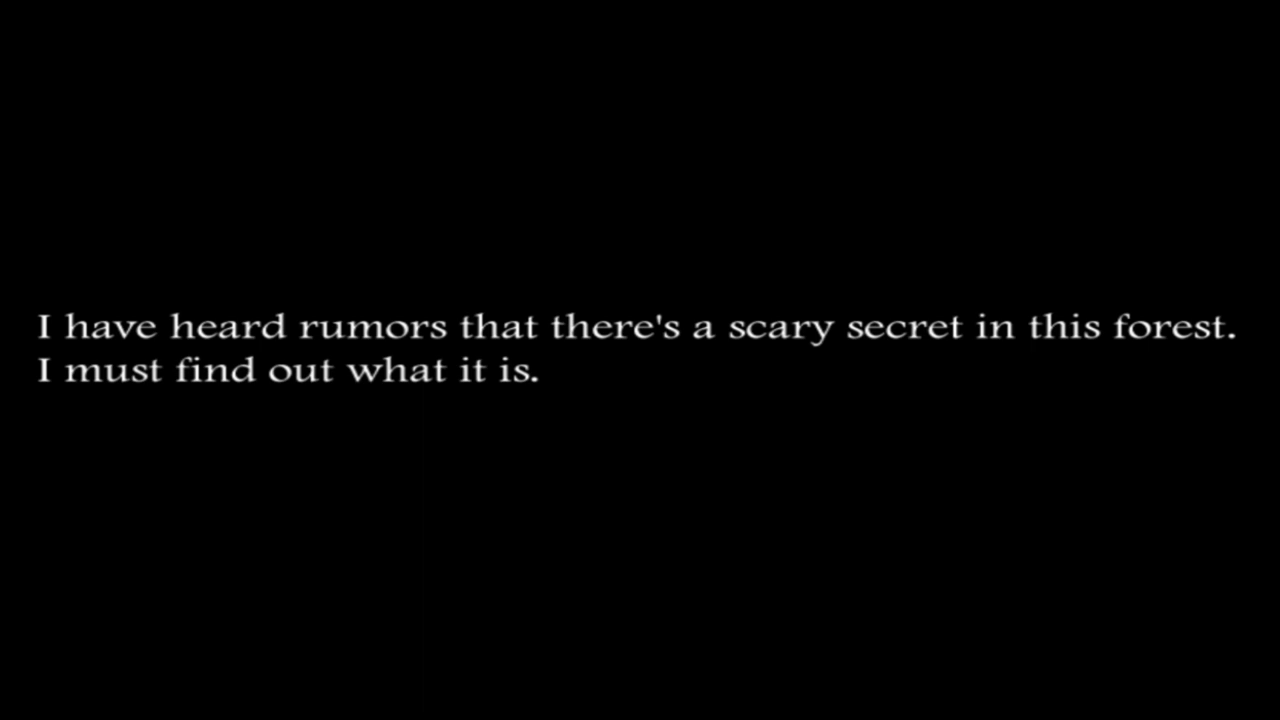 I have heard rumors that there's a scary secret in this forest.
I must find out what it is.